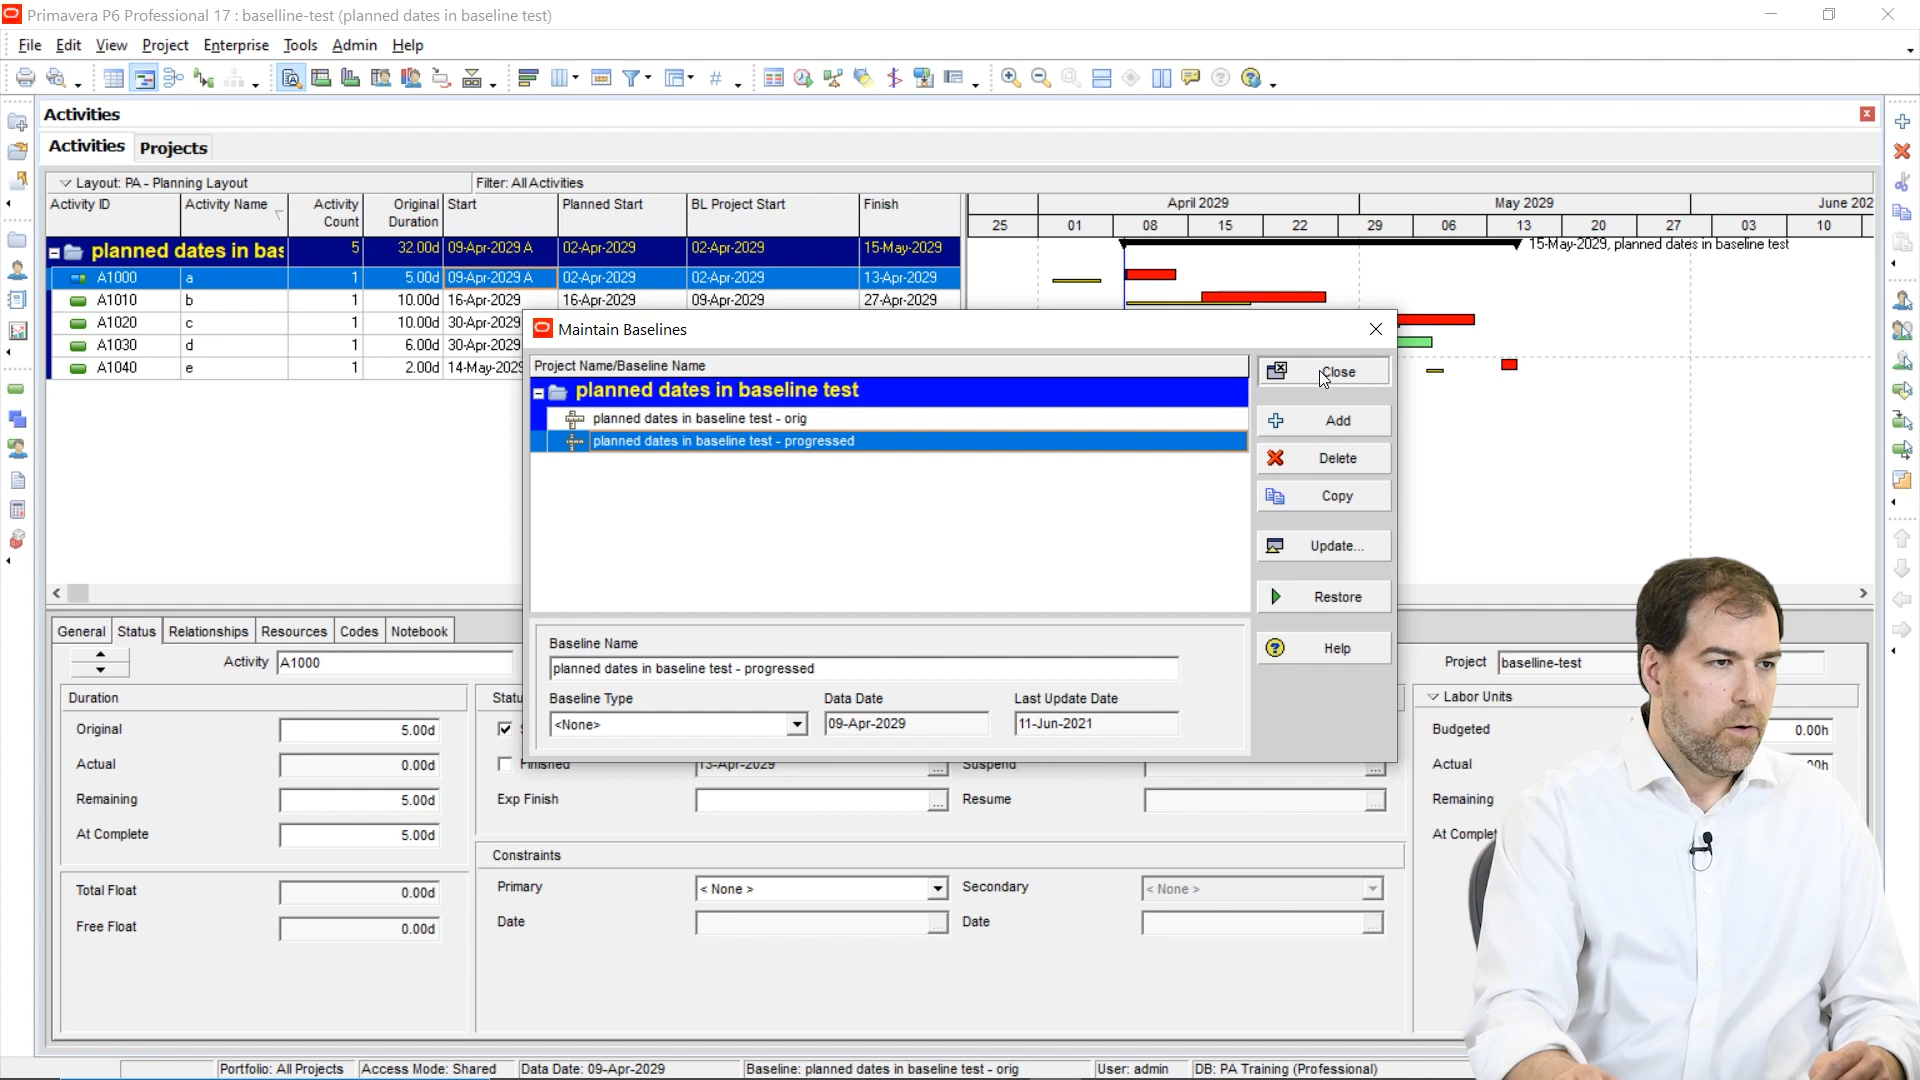 Primavera P6 Professional 17 : baselline-test (planned dates in baseline test)
File Edit View Project Enterprise Tools Admin Help
Activities
Activities Projects
Layout: PA - Planning Layout Filter: All Activities
Activity ID Activity Name Activity Count Original Duration Start Planned Start BL Project Start Finish
April 2029 May 2029 June 202
25 01 08 15 22 29 06 13 20 27 03 10
planned dates in bas 5 32.00d 09-Apr-2029 A 02-Apr-2029 02-Apr-2029 15-May-2029
15-May-2029, planned dates in baseline test
A1000 a 1 5.00d 09-Apr-2029 A 02-Apr-2029 02-Apr-2029 13-Apr-2029
A1010 b 1 10.00d 16-Apr-2029 16-Apr-2029 09-Apr-2029 27-Apr-2029
A1020 c 1 10.00d 30-Apr-2029
A1030 d 1 6.00d 30-Apr-2029
A1040 e 1 2.00d 14-May-202
Maintain Baselines
Project Name/Baseline Name
planned dates in baseline test
planned dates in baseline test - orig
planned dates in baseline test - progressed
Close
Add
Delete
Copy
Update...
Restore
Help
Baseline Name
planned dates in baseline test - progressed
Baseline Type Data Date Last Update Date
<None> 09-Apr-2029 11-Jun-2021
General Status Relationships Resources Codes Notebook
Activity A1000 Project baselline-test
Duration
Original 5.00d
Actual 0.00d
Remaining 5.00d
At Complete 5.00d
Total Float 0.00d
Free Float 0.00d
Statu
Finished 13-Apr-2029 Suspend
Exp Finish Resume
Constraints
Primary < None > Secondary < None >
Date Date
Labor Units
Budgeted 0.00h
Actual
Remaining
At Complet
Portfolio: All Projects Access Mode: Shared Data Date: 09-Apr-2029 Baseline: planned dates in baseline test - orig User: admin DB: PA Training (Professional)